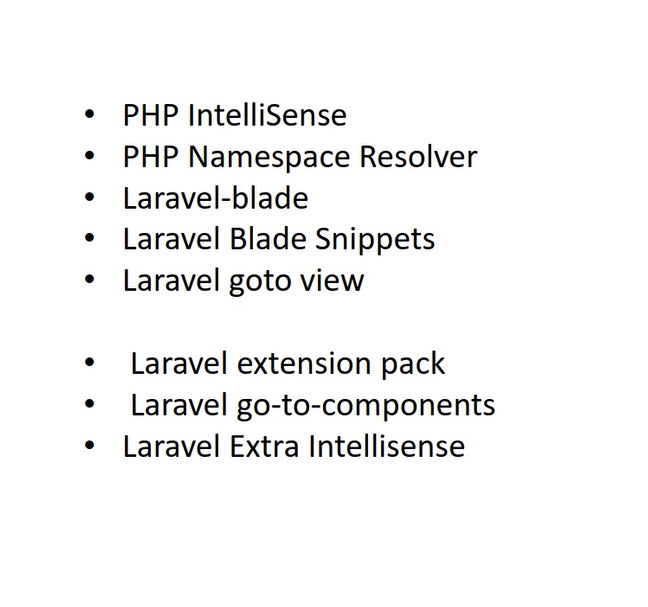 • PHP IntelliSense
• PHP Namespace Resolver
• Laravel-blade
• Laravel Blade Snippets
• Laravel goto view
• Laravel extension pack
• Laravel go-to-components
• Laravel Extra Intellisense